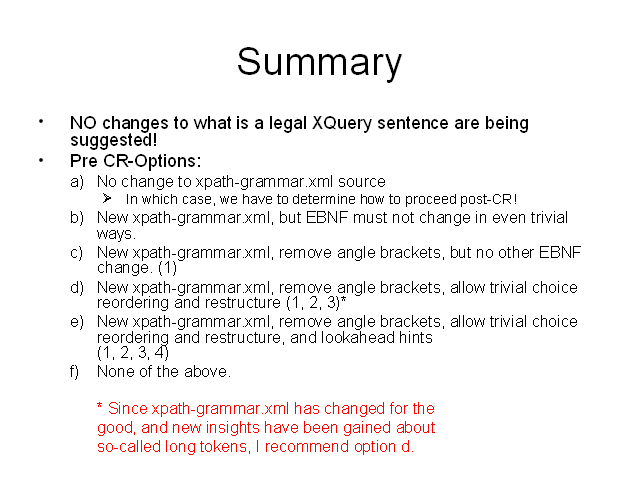 Summary
• NO changes to what is a legal XQuery sentence are being
suggested!
• Pre CR-Options:
a) No change to xpath-grammar.xml source
➢ In which case, we have to determine how to proceed post-CR!
b) New xpath-grammar.xml, but EBNF must not change in even trivial
ways.
c) New xpath-grammar.xml, remove angle brackets, but no other EBNF
change. (1)
d) New xpath-grammar.xml, remove angle brackets, allow trivial choice
reordering and restructure (1, 2, 3)*
e) New xpath-grammar.xml, remove angle brackets, allow trivial choice
reordering and restructure, and lookahead hints
(1, 2, 3, 4)
f) None of the above.
* Since xpath-grammar.xml has changed for the
good, and new insights have been gained about
so-called long tokens, I recommend option d.